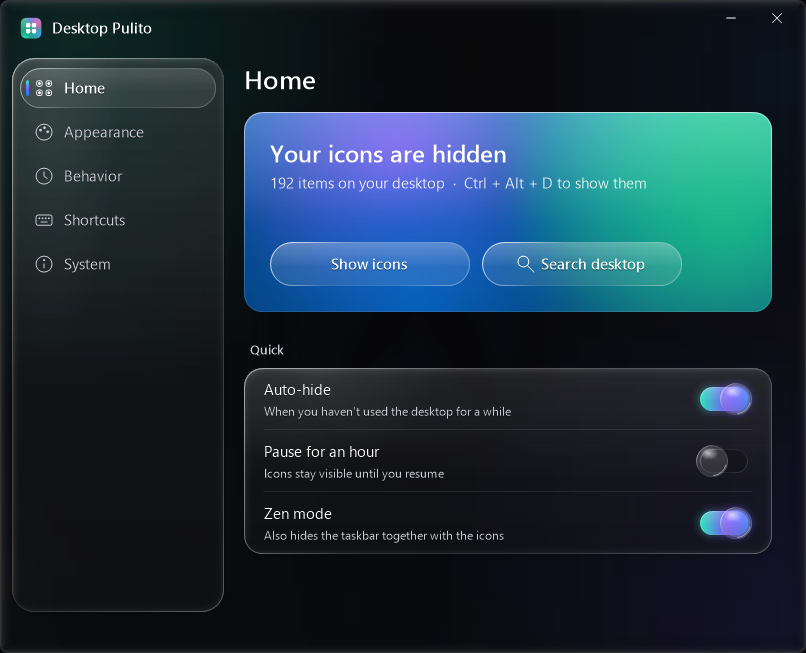 Desktop Pulito
Home
Appearance
Behavior
Shortcuts
System
Home
Your icons are hidden
192 items on your desktop · Ctrl + Alt + D to show them
Show icons
Search desktop
Quick
Auto-hide
When you haven't used the desktop for a while
Pause for an hour
Icons stay visible until you resume
Zen mode
Also hides the taskbar together with the icons